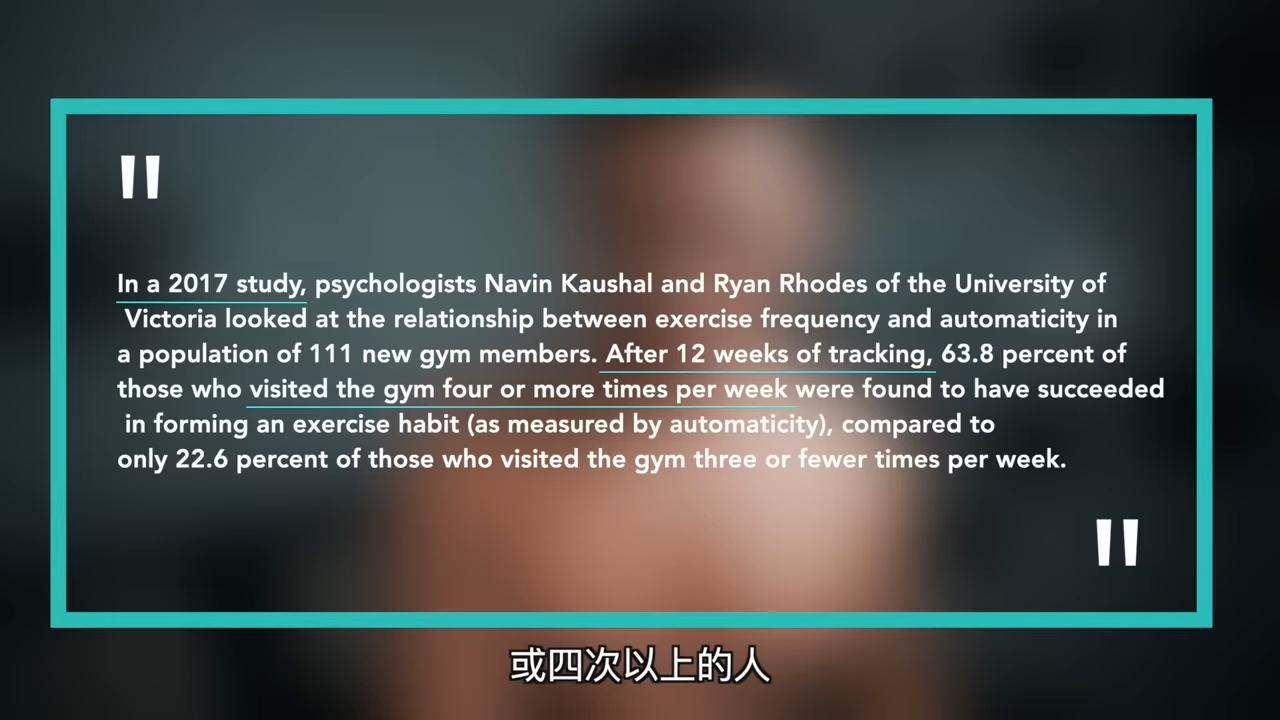 "
In a 2017 study, psychologists Navin Kaushal and Ryan Rhodes of the University of
Victoria looked at the relationship between exercise frequency and automaticity in
a population of 111 new gym members. After 12 weeks of tracking, 63.8 percent of
those who visited the gym four or more times per week were found to have succeeded
in forming an exercise habit (as measured by automaticity), compared to
only 22.6 percent of those who visited the gym three or fewer times per week.
"
或四次以上的人